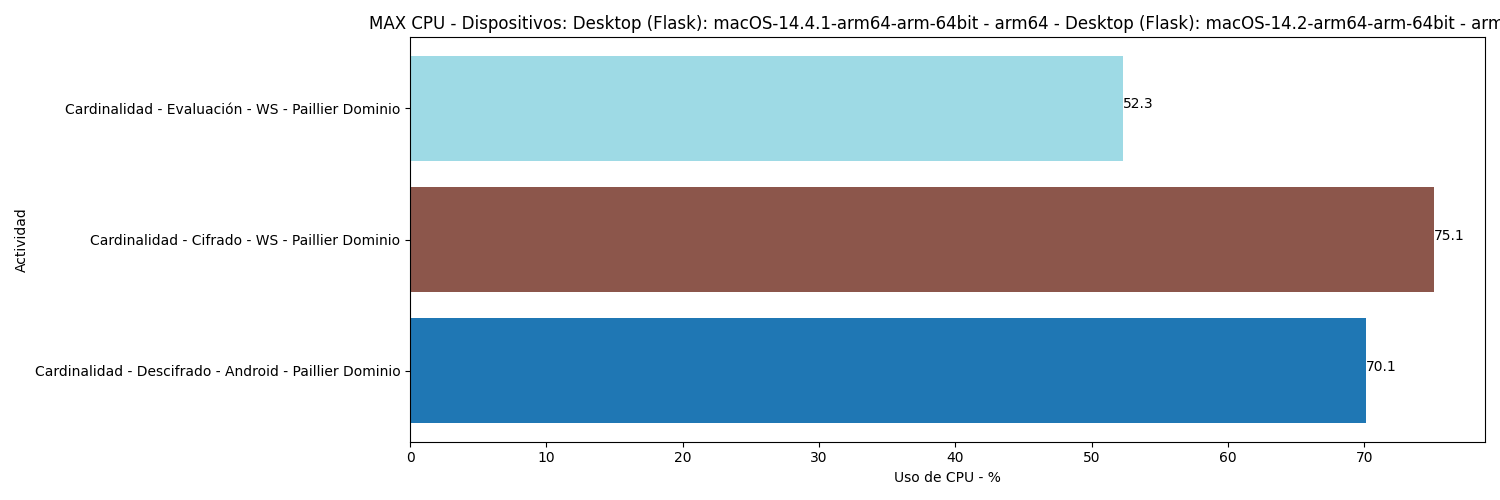 MAX CPU - Dispositivos: Desktop (Flask): macOS-14.4.1-arm64-arm-64bit - arm64 - Desktop (Flask): macOS-14.2-arm64-arm-64bit - arm
Cardinalidad - Evaluación - WS - Paillier Dominio
52.3
Cardinalidad - Cifrado - WS - Paillier Dominio
75.1
Cardinalidad - Descifrado - Android - Paillier Dominio
70.1
Actividad
0 10 20 30 40 50 60 70
Uso de CPU - %